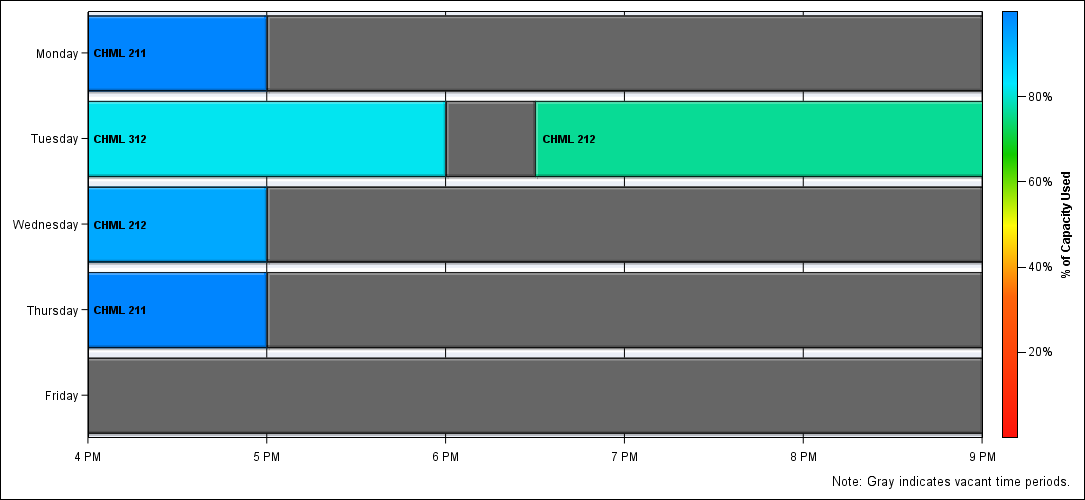 Monday
CHML 211
Tuesday
CHML 312
CHML 212
Wednesday
CHML 212
Thursday
CHML 211
Friday
4 PM
5 PM
6 PM
7 PM
8 PM
9 PM
80%
60%
40%
20%
% of Capacity Used
Note: Gray indicates vacant time periods.